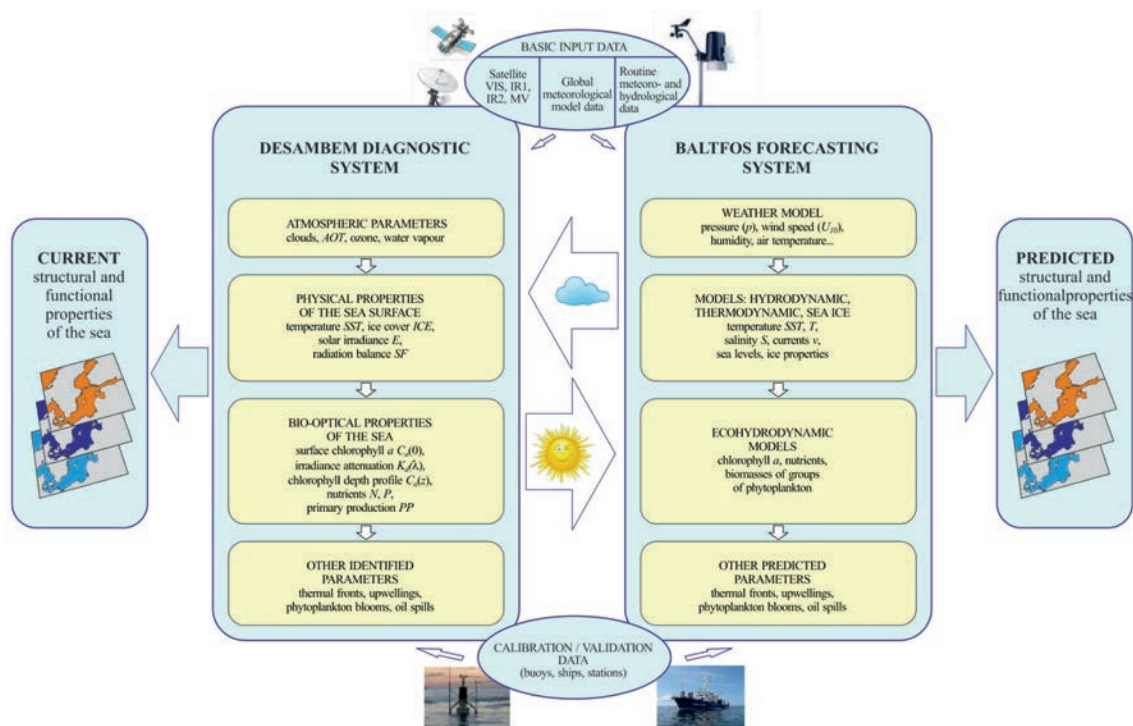 BASIC INPUT DATA
Satellite
VIS, IR1,
IR2, MV
Global
meteorological
model data
Routine
meteoro- and
hydrological
data
DESAMBEM DIAGNOSTIC
SYSTEM
ATMOSPHERIC PARAMETERS
clouds, AOT, ozone, water vapour
PHYSICAL PROPERTIES
OF THE SEA SURFACE
temperature SST, ice cover ICE,
solar irradiance E,
radiation balance SF
BIO-OPTICAL PROPERTIES
OF THE SEA
surface chlorophyll a Cₐ(0)
irradiance attenuation K_d(λ)
chlorophyll depth profile Cₐ(z),
nutrients N, P,
primary production PP
OTHER IDENTIFIED
PARAMETERS
thermal fronts, upwellings,
phytoplankton blooms, oil spills
BALTFOS FORECASTING
SYSTEM
WEATHER MODEL
pressure (p), wind speed (U₁₀),
humidity, air temperature...
MODELS: HYDRODYNAMIC,
THERMODYNAMIC, SEA ICE
temperature SST, T,
salinity S, currents v,
sea levels, ice properties
ECOHYDRODYNAMIC
MODELS
chlorophyll a, nutrients,
biomasses of groups
of phytoplankton
OTHER PREDICTED
PARAMETERS
thermal fronts, upwellings,
phytoplankton blooms, oil spills
CURRENT
structural and
functional
properties
of the sea
PREDICTED
structural and
functionalproperties
of the sea
CALIBRATION / VALIDATION
DATA
(buoys, ships, stations)